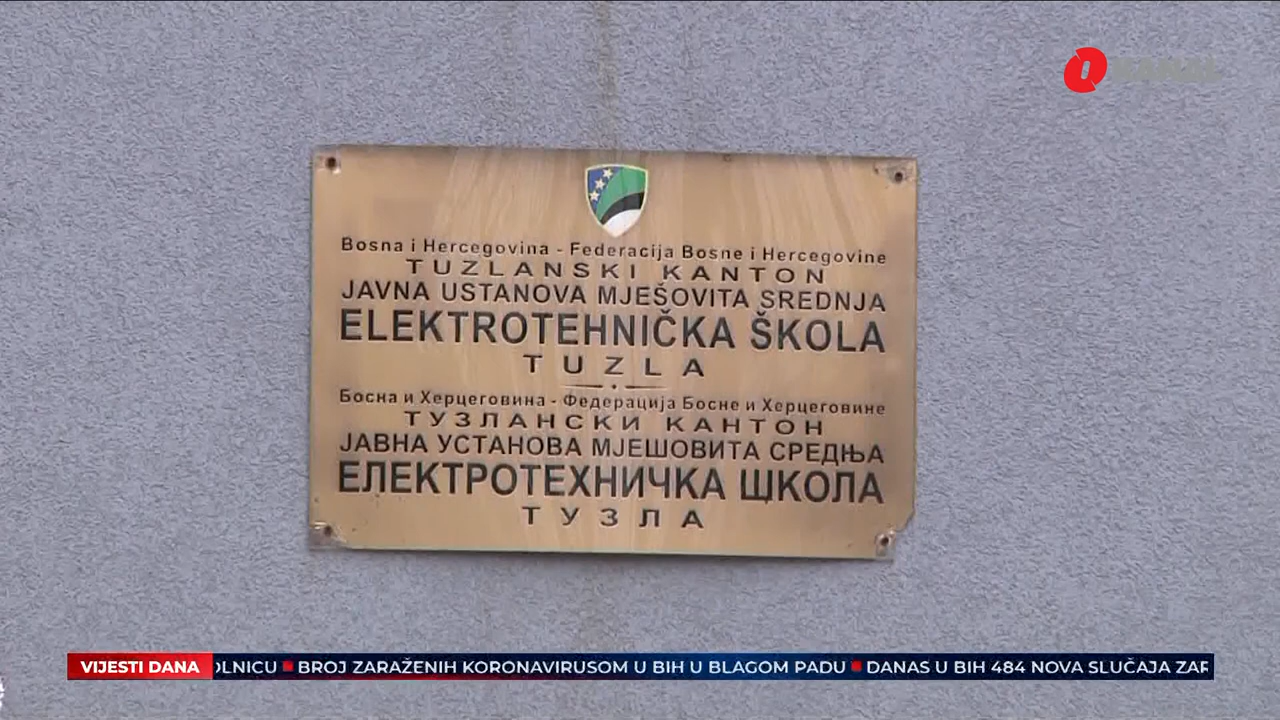 Bosna i Hercegovina - Federacija Bosne i Hercegovine
TUZLANSKI KANTON
JAVNA USTANOVA MJEŠOVITA SREDNJA
ELEKTROTEHNIČKA ŠKOLA
TUZLA
Босна и Херцеговина - Федерација Босне и Херцеговине
ТУЗЛАНСКИ КАНТОН
ЈАВНА УСТАНОВА МЈЕШОВИТА СРЕДЊА
ЕЛЕКТРОТЕХНИЧКА ШКОЛА
ТУЗЛА
VIJESTI DANA OLNICU ▪ BROJ ZARAŽENIH KORONAVIRUSOM U BIH U BLAGOM PADU ▪ DANAS U BIH 484 NOVA SLUČAJA ZAR